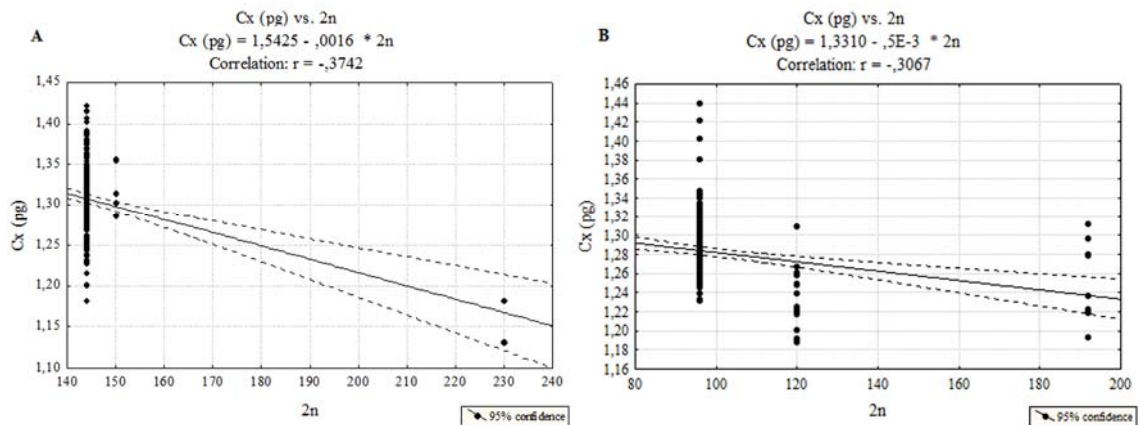 A
Cx (pg) vs. 2n
Cx (pg) = 1,5425 - ,0016 * 2n
Correlation: r = -,3742
1,45
1,40
1,35
1,30
1,25
1,20
1,15
1,10
Cx (pg)
140 150 160 170 180 190 200 210 220 230 240
2n
95% confidence
B
Cx (pg) vs. 2n
Cx (pg) = 1,3310 - ,5E-3 * 2n
Correlation: r = -,3067
1,46
1,44
1,42
1,40
1,38
1,36
1,34
1,32
1,30
1,28
1,26
1,24
1,22
1,20
1,18
1,16
Cx (pg)
80 100 120 140 160 180 200
2n
95% confidence